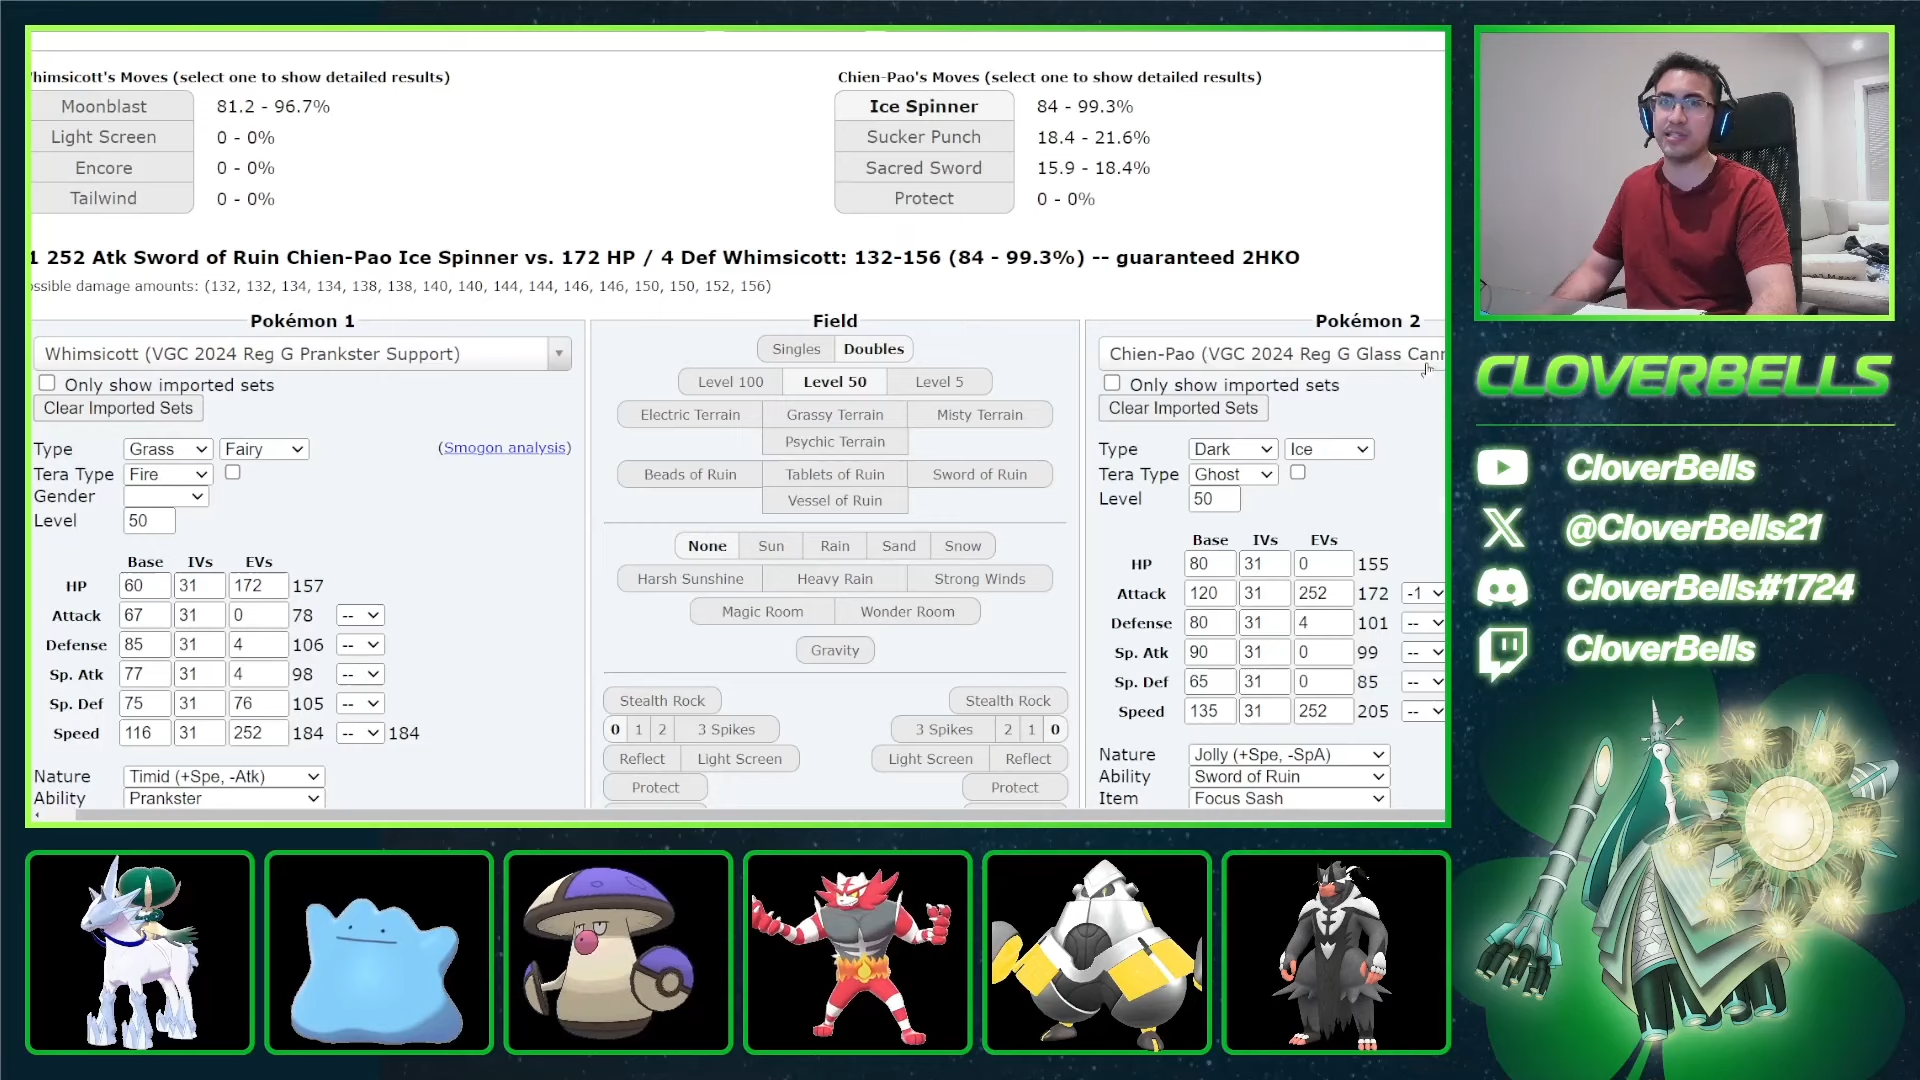 himsicott's Moves (select one to show detailed results)
Moonblast 81.2 - 96.7%
Light Screen 0 - 0%
Encore 0 - 0%
Tailwind 0 - 0%
Chien-Pao's Moves (select one to show detailed results)
Ice Spinner 84 - 99.3%
Sucker Punch 18.4 - 21.6%
Sacred Sword 15.9 - 18.4%
Protect 0 - 0%
1 252 Atk Sword of Ruin Chien-Pao Ice Spinner vs. 172 HP / 4 Def Whimsicott: 132-156 (84 - 99.3%) -- guaranteed 2HKO
ossible damage amounts: (132, 132, 134, 134, 138, 138, 140, 140, 144, 144, 146, 146, 150, 150, 152, 156)
Pokémon 1
Whimsicott (VGC 2024 Reg G Prankster Support)
Only show imported sets
Clear Imported Sets
Type Grass Fairy (Smogon analysis)
Tera Type Fire
Gender
Level 50
Base IVs EVs
HP 60 31 172 157
Attack 67 31 0 78 --
Defense 85 31 4 106 --
Sp. Atk 77 31 4 98 --
Sp. Def 75 31 76 105 --
Speed 116 31 252 184 -- 184
Nature Timid (+Spe, -Atk)
Ability Prankster
Field
Singles Doubles
Level 100 Level 50 Level 5
Electric Terrain Grassy Terrain Misty Terrain
Psychic Terrain
Beads of Ruin Tablets of Ruin Sword of Ruin
Vessel of Ruin
None Sun Rain Sand Snow
Harsh Sunshine Heavy Rain Strong Winds
Magic Room Wonder Room
Gravity
Stealth Rock Stealth Rock
0 1 2 3 Spikes 3 Spikes 2 1 0
Reflect Light Screen Light Screen Reflect
Protect Protect
Pokémon 2
Chien-Pao (VGC 2024 Reg G Glass Cann
Only show imported sets
Clear Imported Sets
Type Dark Ice
Tera Type Ghost
Level 50
Base IVs EVs
HP 80 31 0 155
Attack 120 31 252 172 -1
Defense 80 31 4 101 --
Sp. Atk 90 31 0 99 --
Sp. Def 65 31 0 85 --
Speed 135 31 252 205 --
Nature Jolly (+Spe, -SpA)
Ability Sword of Ruin
Item Focus Sash
CLOVERBELLS
CloverBells
@CloverBells21
CloverBells#1724
CloverBells